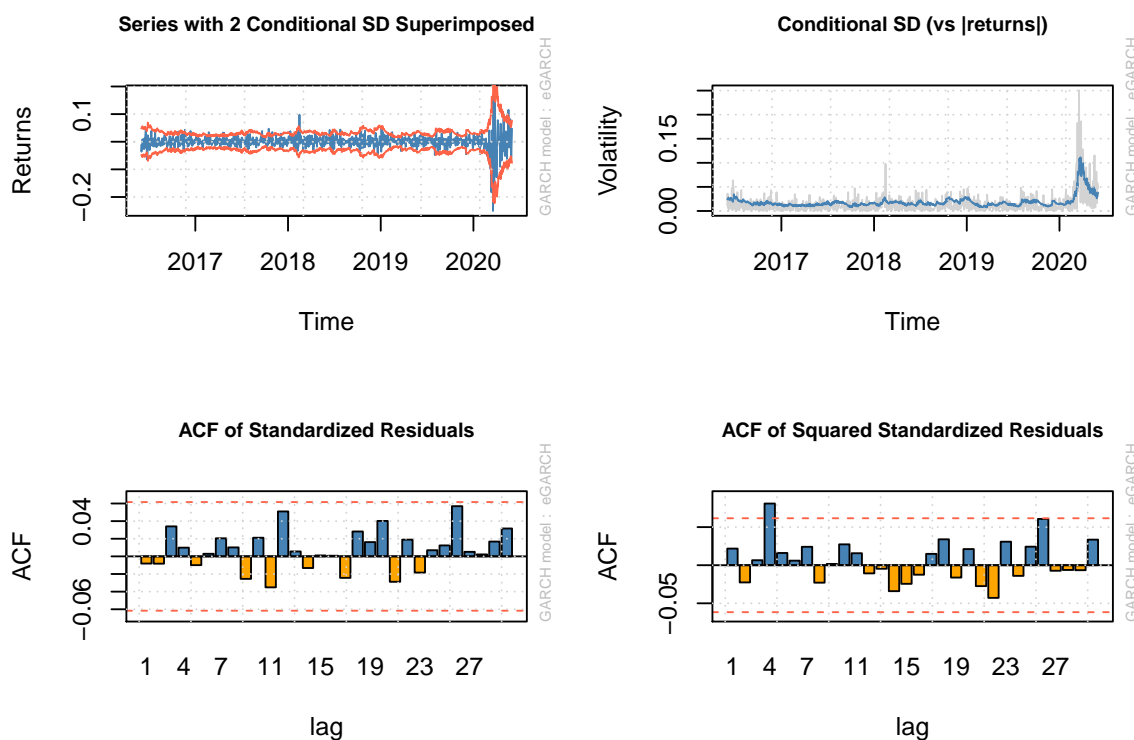 Series with 2 Conditional SD Superimposed
Returns
0.1
−0.2
2017 2018 2019 2020
Time
GARCH model : eGARCH
Conditional SD (vs |returns|)
Volatility
0.15
0.00
2017 2018 2019 2020
Time
GARCH model : eGARCH
ACF of Standardized Residuals
ACF
0.04
−0.06
1 4 7 11 15 19 23 27
lag
GARCH model : eGARCH
ACF of Squared Standardized Residuals
ACF
−0.05
1 4 7 11 15 19 23 27
lag
GARCH model : eGARCH